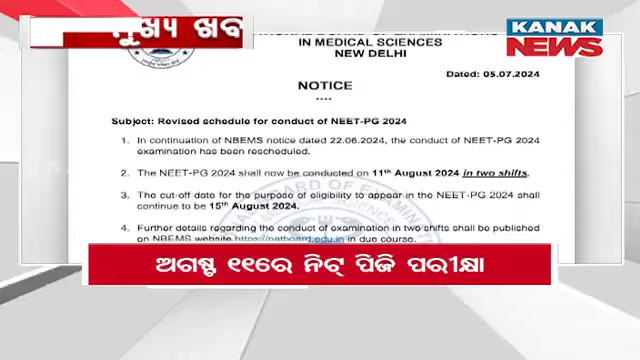 ମୁଖ୍ୟ ଖବ
KANAK
NEWS
IN MEDICAL SCIENCES
NEW DELHI
Dated: 05.07.2024
NOTICE
----
Subject: Revised schedule for conduct of NEET-PG 2024
1. In continuation of NBEMS notice dated 22.06.2024, the conduct of NEET-PG 2024
examination has been rescheduled.
2. The NEET-PG 2024 shall now be conducted on 11th August 2024 in two shifts.
3. The cut-off date for the purpose of eligibility to appear in the NEET-PG 2024 shall
continue to be 15th August 2024.
4. Further details regarding the conduct of examination in two shifts shall be published
on NBEMS website https://natboard.edu.in in due course.
ଅଗଷ୍ଟ ୧୧ରେ ନିଟ୍ ପିଜି ପରୀକ୍ଷା